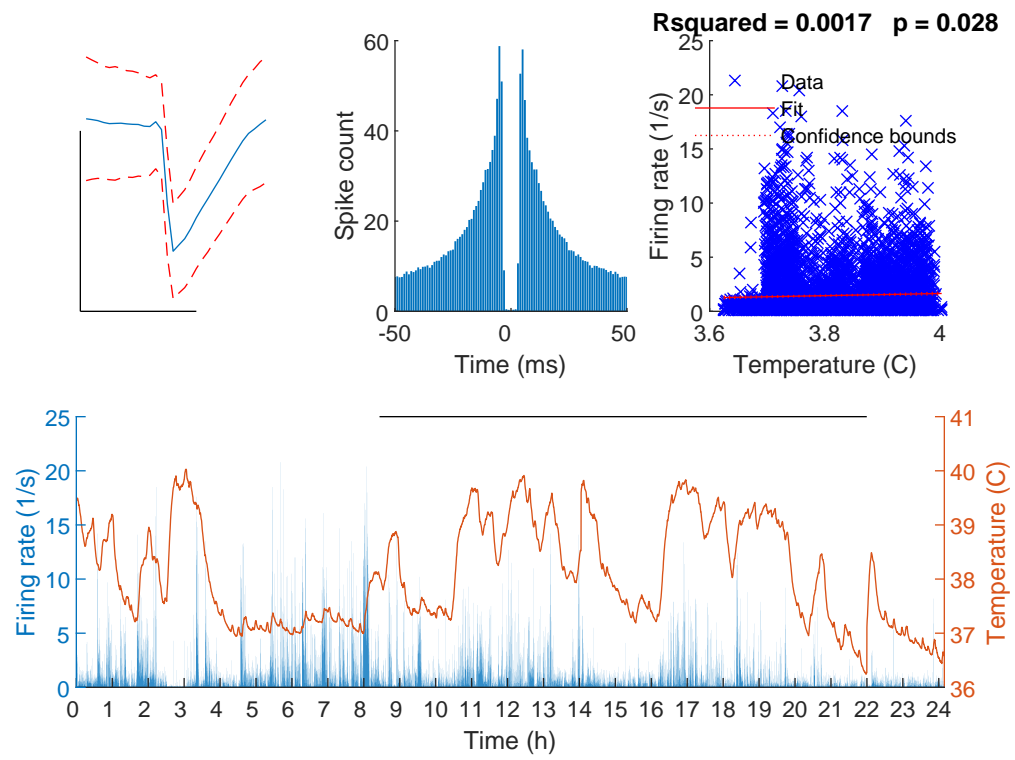 Rsquared = 0.0017   p = 0.028
60
40
20
0
Spike count
-50
0
50
Time (ms)
25
20
15
10
5
0
Firing rate (1/s)
Data
Fit
Confidence bounds
3.6
3.8
4
Temperature (C)
25
20
15
10
5
0
Firing rate (1/s)
41
40
39
38
37
36
Temperature (C)
0 1 2 3 4 5 6 7 8 9 10 11 12 13 14 15 16 17 18 19 20 21 22 23 24
Time (h)